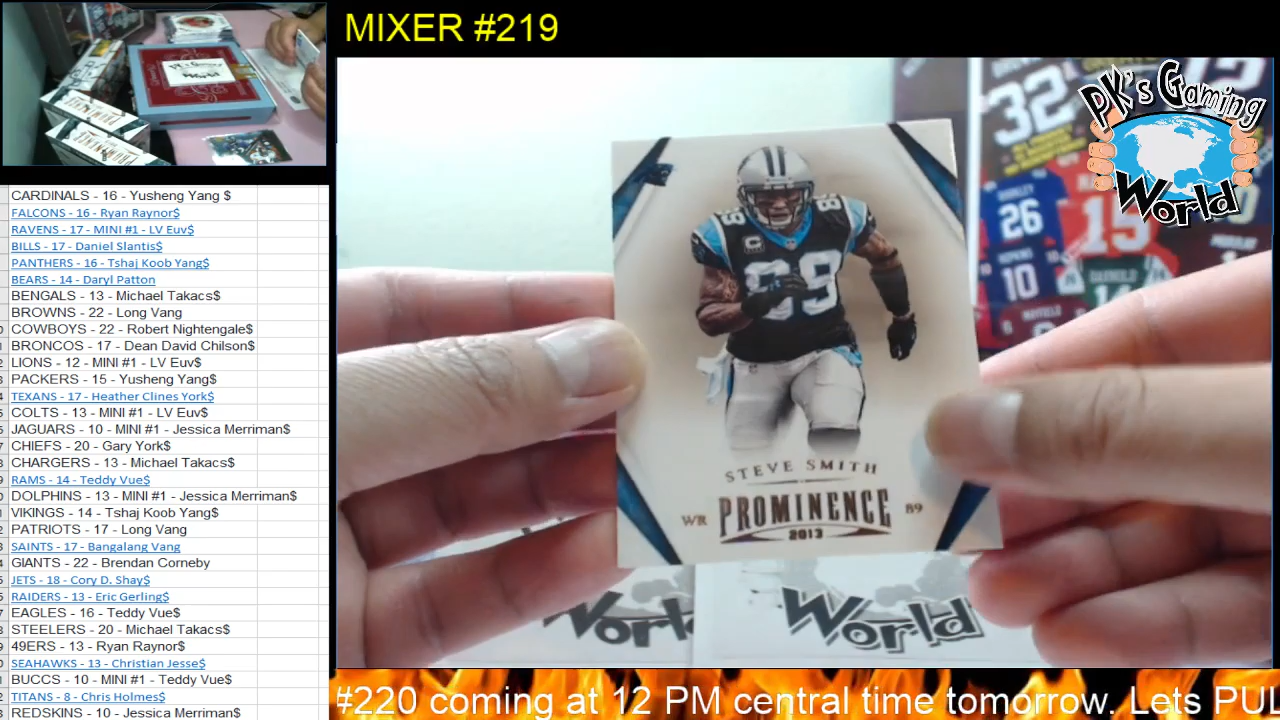 MIXER #219
CARDINALS - 16 - Yusheng Yang $
FALCONS - 16 - Ryan Raynor$
RAVENS - 17 - MINI #1 - LV Euv$
BILLS - 17 - Daniel Slantis$
PANTHERS - 16 - Tshaj Koob Yang$
BEARS - 14 - Daryl Patton
BENGALS - 13 - Michael Takacs$
BROWNS - 22 - Long Vang
COWBOYS - 22 - Robert Nightengale$
BRONCOS - 17 - Dean David Chilson$
LIONS - 12 - MINI #1 - LV Euv$
PACKERS - 15 - Yusheng Yang$
TEXANS - 17 - Heather Clines York$
COLTS - 13 - MINI #1 - LV Euv$
JAGUARS - 10 - MINI #1 - Jessica Merriman$
CHIEFS - 20 - Gary York$
CHARGERS - 13 - Michael Takacs$
RAMS - 14 - Teddy Vue$
DOLPHINS - 13 - MINI #1 - Jessica Merriman$
VIKINGS - 14 - Tshaj Koob Yang$
PATRIOTS - 17 - Long Vang
SAINTS - 17 - Bangalang Vang
GIANTS - 22 - Brendan Corneby
JETS - 18 - Cory D. Shay$
RAIDERS - 13 - Eric Gerling$
EAGLES - 16 - Teddy Vue$
STEELERS - 20 - Michael Takacs$
49ERS - 13 - Ryan Raynor$
SEAHAWKS - 13 - Christian Jesse$
BUCCS - 10 - MINI #1 - Teddy Vue$
TITANS - 8 - Chris Holmes$
REDSKINS - 10 - Jessica Merriman$
PK's Gaming
World
32
26
15
10
14
89
89
C
89
STEVE SMITH
WR PROMINENCE 89
2013
World
World
#220 coming at 12 PM central time tomorrow. Lets PUL